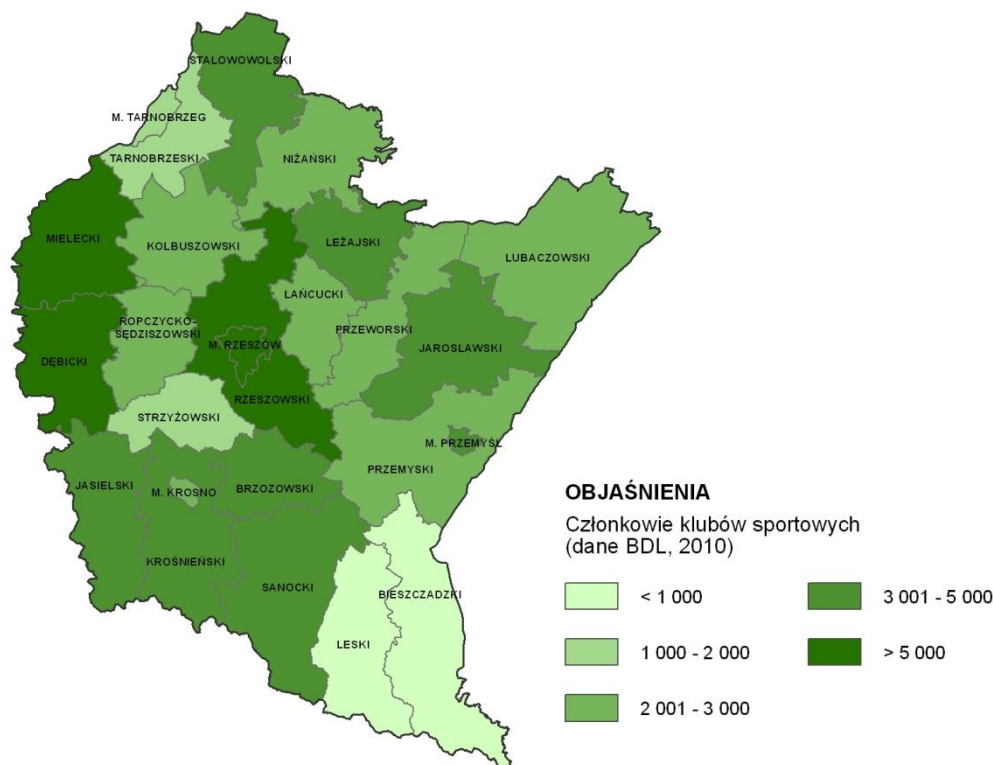 STALOWOWOLSKI
M. TARNOBRZEG
TARNOBRZESKI
NIŻAŃSKI
MIELECKI
KOLBUSZOWSKI
LEŻAJSKI
LUBACZOWSKI
ŁAŃCUCKI
ROPCZYCKO-
SĘDZISZOWSKI
PRZEWORSKI
M. RZESZÓW
JAROSŁAWSKI
DĘBICKI
RZESZOWSKI
STRZYŻOWSKI
M. PRZEMYŚL
PRZEMYSKI
JASIELSKI
M. KROSNO
BRZOZOWSKI
KROŚNIEŃSKI
SANOCKI
BIESZCZADZKI
LESKI
OBJAŚNIENIA
Członkowie klubów sportowych
(dane BDL, 2010)
< 1 000
1 000 - 2 000
2 001 - 3 000
3 001 - 5 000
> 5 000